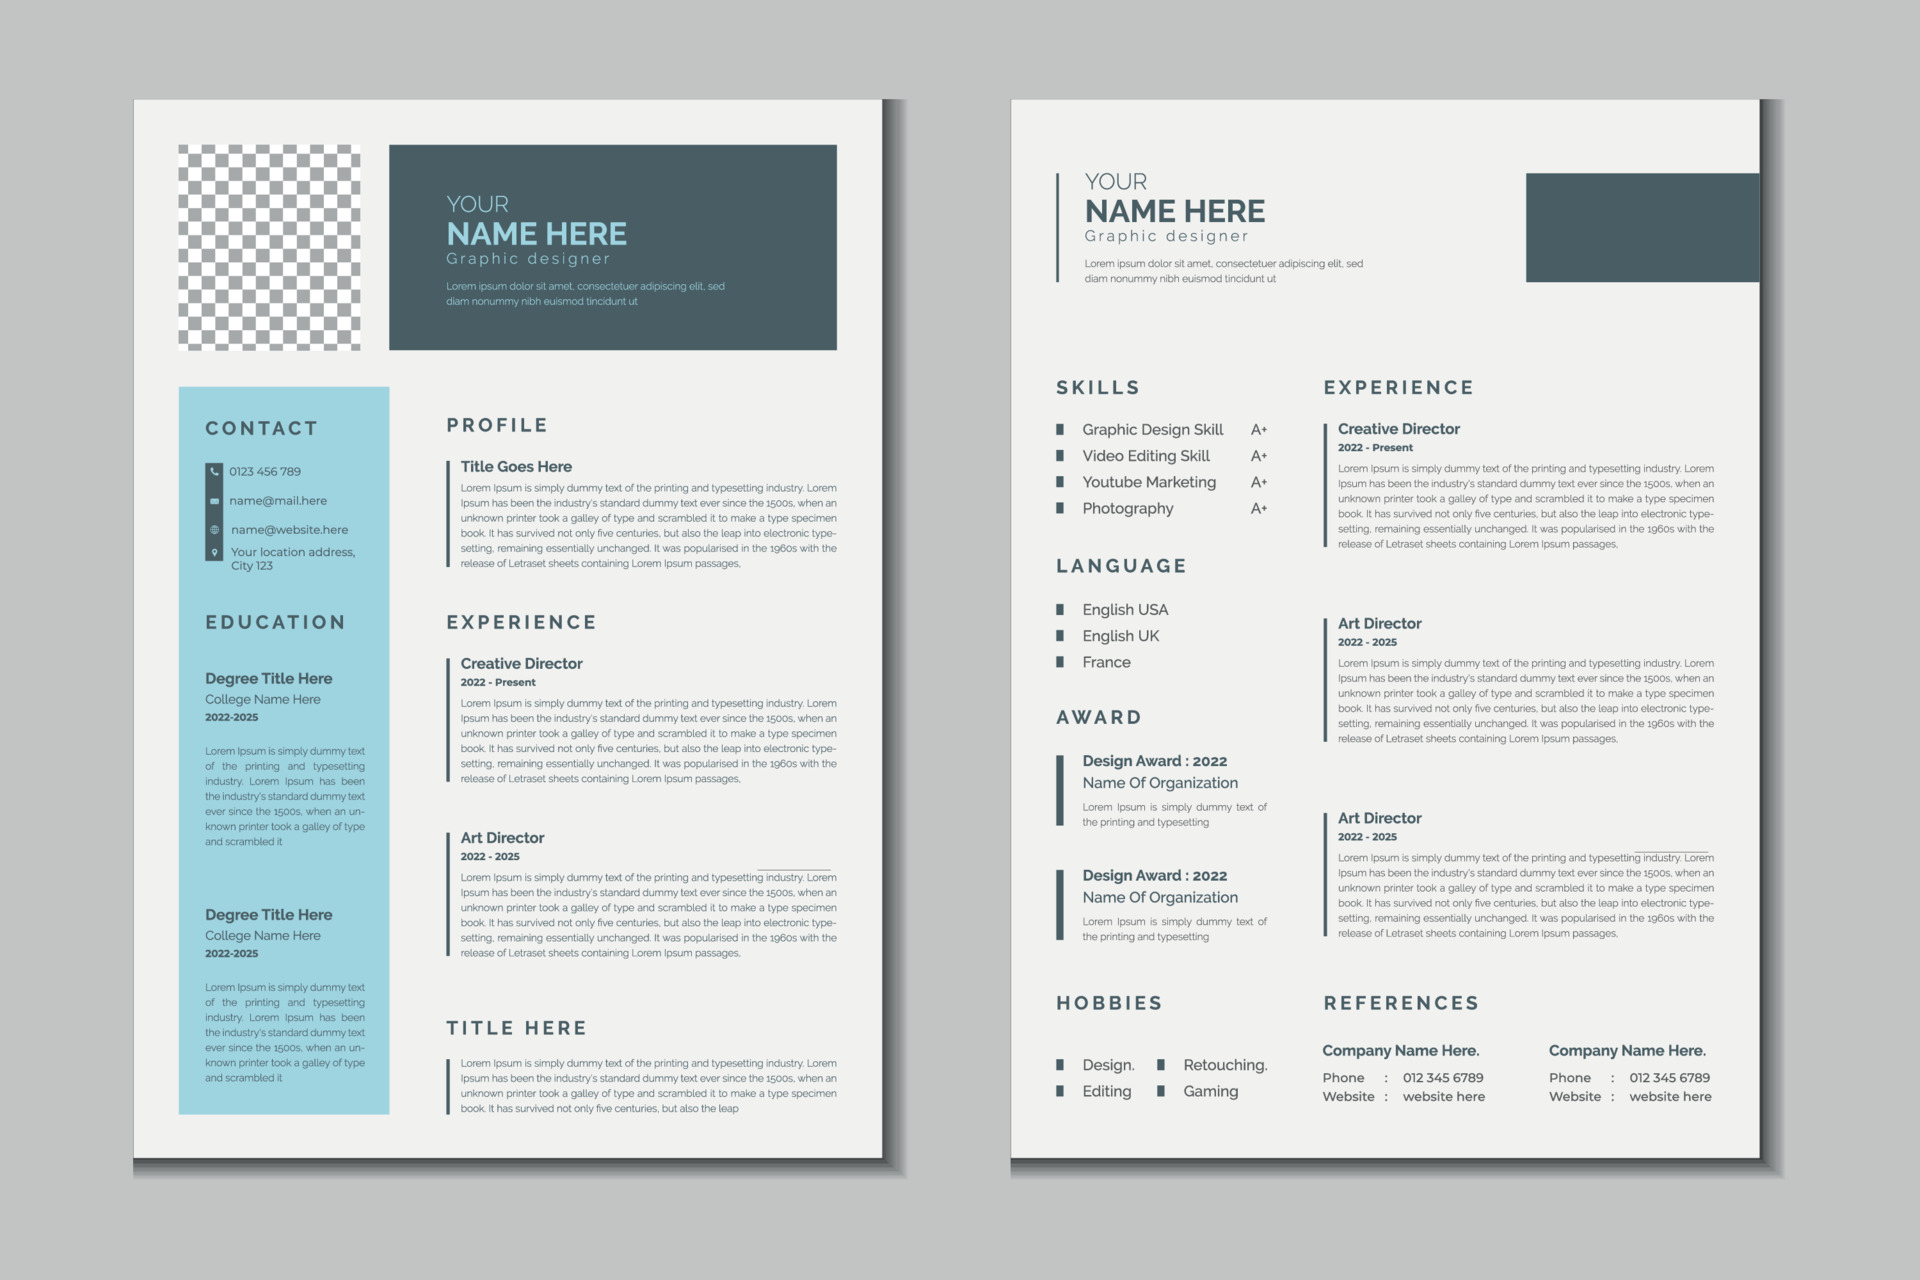 YOUR
NAME HERE
Graphic designer
Lorem ipsum dolor sit amet, consectetuer adipiscing elit, sed
diam nonummy nibh euismod tincidunt ut
CONTACT
0123 456 789
name@mail.here
name@website.here
Your location address,
City 123
EDUCATION
Degree Title Here
College Name Here
2022-2025
Lorem Ipsum is simply dummy text
of the printing and typesetting
industry. Lorem Ipsum has been
the industry's standard dummy text
ever since the 1500s, when an un-
known printer took a galley of type
and scrambled it
Degree Title Here
College Name Here
2022-2025
Lorem Ipsum is simply dummy text
of the printing and typesetting
industry. Lorem Ipsum has been
the industry's standard dummy text
ever since the 1500s, when an un-
known printer took a galley of type
and scrambled it
PROFILE
Title Goes Here
Lorem Ipsum is simply dummy text of the printing and typesetting industry. Lorem
Ipsum has been the industry's standard dummy text ever since the 1500s, when an
unknown printer took a galley of type and scrambled it to make a type specimen
book. It has survived not only five centuries, but also the leap into electronic type-
setting, remaining essentially unchanged. It was popularised in the 1960s with the
release of Letraset sheets containing Lorem Ipsum passages,
EXPERIENCE
Creative Director
2022 - Present
Lorem Ipsum is simply dummy text of the printing and typesetting industry. Lorem
Ipsum has been the industry's standard dummy text ever since the 1500s, when an
unknown printer took a galley of type and scrambled it to make a type specimen
book. It has survived not only five centuries, but also the leap into electronic type-
setting, remaining essentially unchanged. It was popularised in the 1960s with the
release of Letraset sheets containing Lorem Ipsum passages,
Art Director
2022 - 2025
Lorem Ipsum is simply dummy text of the printing and typesetting industry. Lorem
Ipsum has been the industry's standard dummy text ever since the 1500s, when an
unknown printer took a galley of type and scrambled it to make a type specimen
book. It has survived not only five centuries, but also the leap into electronic type-
setting, remaining essentially unchanged. It was popularised in the 1960s with the
release of Letraset sheets containing Lorem Ipsum passages,
TITLE HERE
Lorem Ipsum is simply dummy text of the printing and typesetting industry. Lorem
Ipsum has been the industry's standard dummy text ever since the 1500s, when an
unknown printer took a galley of type and scrambled it to make a type specimen
book. It has survived not only five centuries, but also the leap
YOUR
NAME HERE
Graphic designer
Lorem ipsum dolor sit amet, consectetuer adipiscing elit, sed
diam nonummy nibh euismod tincidunt ut
SKILLS
Graphic Design Skill A+
Video Editing Skill A+
Youtube Marketing A+
Photography A+
LANGUAGE
English USA
English UK
France
AWARD
Design Award : 2022
Name Of Organization
Lorem Ipsum is simply dummy text of
the printing and typesetting
Design Award : 2022
Name Of Organization
Lorem Ipsum is simply dummy text of
the printing and typesetting
HOBBIES
Design. Retouching.
Editing Gaming
EXPERIENCE
Creative Director
2022 - Present
Lorem Ipsum is simply dummy text of the printing and typesetting industry. Lorem
Ipsum has been the industry's standard dummy text ever since the 1500s, when an
unknown printer took a galley of type and scrambled it to make a type specimen
book. It has survived not only five centuries, but also the leap into electronic type-
setting, remaining essentially unchanged. It was popularised in the 1960s with the
release of Letraset sheets containing Lorem Ipsum passages,
Art Director
2022 - 2025
Lorem Ipsum is simply dummy text of the printing and typesetting industry. Lorem
Ipsum has been the industry's standard dummy text ever since the 1500s, when an
unknown printer took a galley of type and scrambled it to make a type specimen
book. It has survived not only five centuries, but also the leap into electronic type-
setting, remaining essentially unchanged. It was popularised in the 1960s with the
release of Letraset sheets containing Lorem Ipsum passages,
Art Director
2022 - 2025
Lorem Ipsum is simply dummy text of the printing and typesetting industry. Lorem
Ipsum has been the industry's standard dummy text ever since the 1500s, when an
unknown printer took a galley of type and scrambled it to make a type specimen
book. It has survived not only five centuries, but also the leap into electronic type-
setting, remaining essentially unchanged. It was popularised in the 1960s with the
release of Letraset sheets containing Lorem Ipsum passages,
REFERENCES
Company Name Here.
Phone : 012 345 6789
Website : website here
Company Name Here.
Phone : 012 345 6789
Website : website here